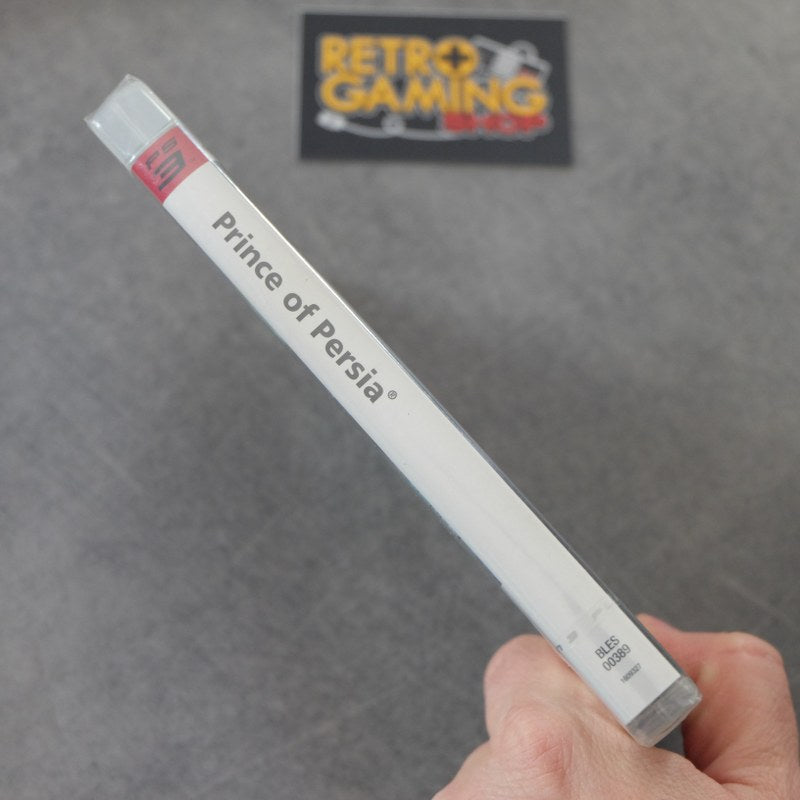 RETRO
GAMING
SHOP
Prince of Persia®
BLES
00389